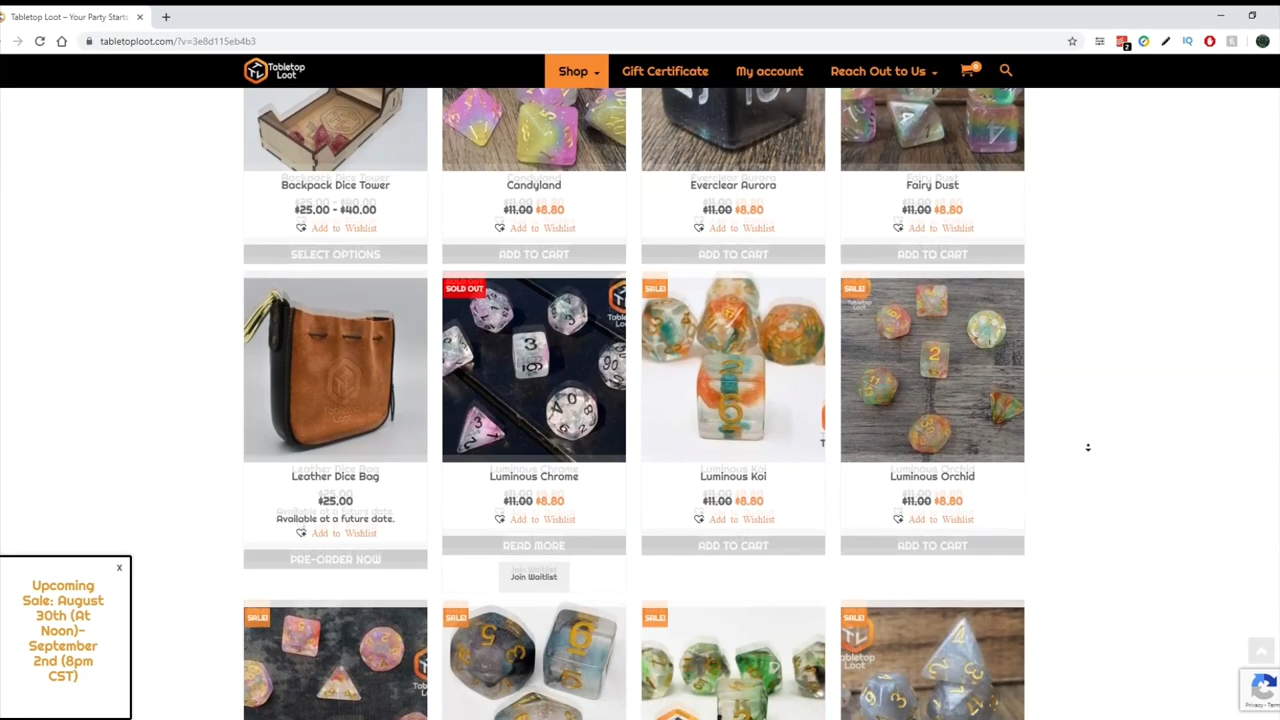 Tabletop Loot – Your Party Starts
tabletoploot.com/?v=3e8d115eb4b3
2
Tabletop
Loot
Shop
Gift Certificate
My account
Reach Out to Us
0
Backpack Dice Tower
$25.00 - $40.00
Add to Wishlist
SELECT OPTIONS
Candyland
$11.00 $8.80
Add to Wishlist
ADD TO CART
Everclear Aurora
$11.00 $8.80
Add to Wishlist
ADD TO CART
Fairy Dust
$11.00 $8.80
Add to Wishlist
ADD TO CART
Leather Dice Bag
$25.00
Available at a future date.
Add to Wishlist
PRE-ORDER NOW
SOLD OUT
Luminous Chrome
$11.00 $8.80
Add to Wishlist
READ MORE
Join Waitlist
SALE!
Luminous Koi
$11.00 $8.80
Add to Wishlist
ADD TO CART
SALE!
Luminous Orchid
$11.00 $8.80
Add to Wishlist
ADD TO CART
SALE!
SALE!
SALE!
SALE!
x
Upcoming
Sale: August
30th (At
Noon)-
September
2nd (8pm
CST)